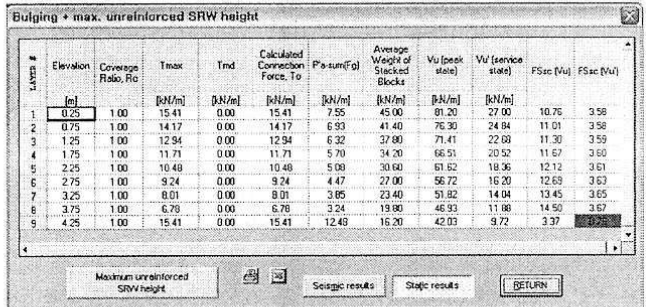 Bulging + max. unreinforced SRW height
LAYER # Elevation [m] Coverage Ratio, Rc Tmax [kN/m] Tmd [kN/m] Calculated Connection Force, To [kN/m] P'a-sum(Fg) [kN/m] Average Weight of Stacked Blocks [kN/m] Vu (peak state) [kN/m] Vu' (service state) [kN/m] FSsc (Vu) FSsc (Vu')
1 0.25 1.00 15.41 0.00 15.41 7.55 45.00 81.20 27.00 10.76 3.58
2 0.75 1.00 14.17 0.00 14.17 6.93 41.40 76.30 24.84 11.01 3.58
3 1.25 1.00 12.94 0.00 12.94 6.32 37.80 71.41 22.68 11.30 3.59
4 1.75 1.00 11.71 0.00 11.71 5.70 34.20 66.51 20.52 11.67 3.60
5 2.25 1.00 10.48 0.00 10.48 5.08 30.60 61.62 18.36 12.12 3.61
6 2.75 1.00 9.24 0.00 9.24 4.47 27.00 56.72 16.20 12.69 3.63
7 3.25 1.00 8.01 0.00 8.01 3.85 23.40 51.82 14.04 13.45 3.65
8 3.75 1.00 6.78 0.00 6.78 3.24 19.80 46.93 11.88 14.50 3.67
9 4.25 1.00 15.41 0.00 15.41 12.48 16.20 42.03 9.72 3.37
Maximum unreinforced SRW height
Seismic results
Static results
RETURN